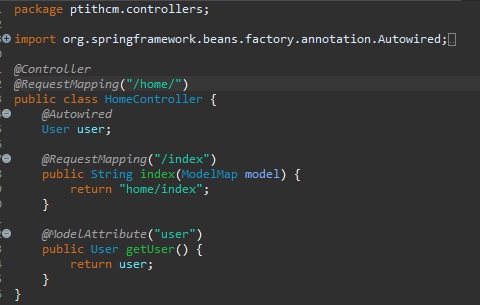 package ptithcm.controllers;
import org.springframework.beans.factory.annotation.Autowired;
@Controller
@RequestMapping("/home/")
public class HomeController {
@Autowired
User user;
@RequestMapping("/index")
public String index(ModelMap model) {
return "home/index";
}
@ModelAttribute("user")
public User getUser() {
return user;
}
}